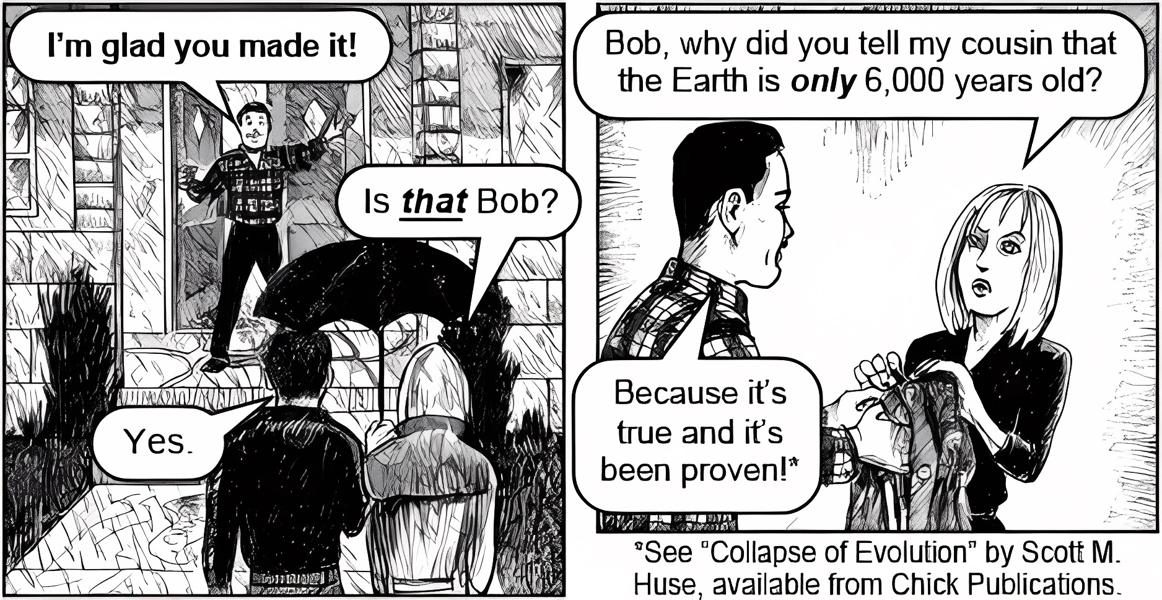 I'm glad you made it!
Is that Bob?
Yes.
Bob, why did you tell my cousin that
the Earth is only 6,000 years old?
Because it's
true and it's
been proven!*
*See "Collapse of Evolution" by Scott M.
Huse, available from Chick Publications.